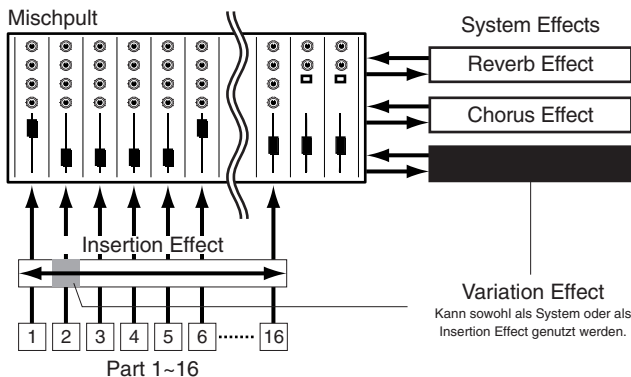 Mischpult
System Effects
Reverb Effect
Chorus Effect
Insertion Effect
Variation Effect
Kann sowohl als System oder als
Insertion Effect genutzt werden.
1 2 3 4 5 6 ........ 16
Part 1~16